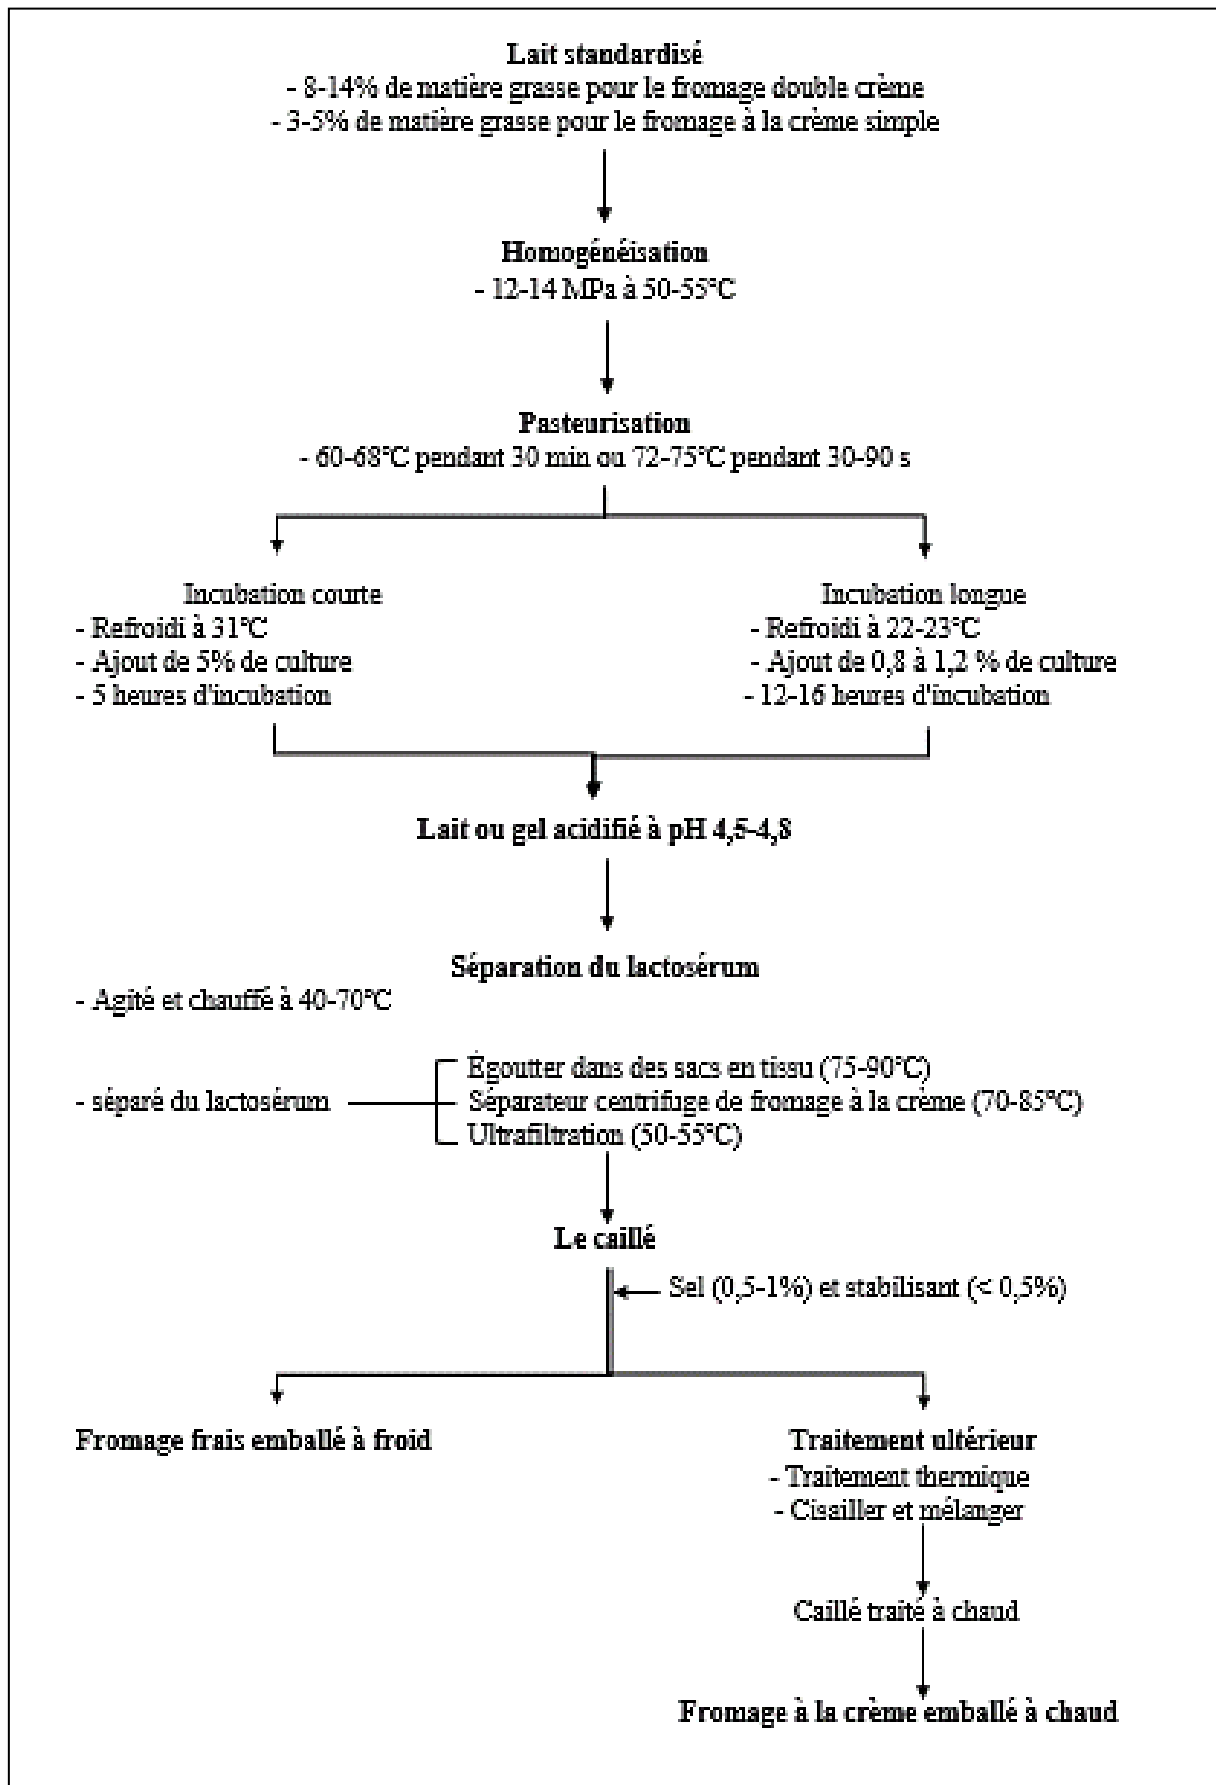 Lait standardisé
- 8-14% de matière grasse pour le fromage double crème
- 3-5% de matière grasse pour le fromage à la crème simple
Homogénéisation
- 12-14 MPa à 50-55°C
Pasteurisation
- 60-68°C pendant 30 min ou 72-75°C pendant 30-90 s
Incubation courte
- Refroidi à 31°C
- Ajout de 5% de culture
- 5 heures d'incubation
Incubation longue
- Refroidi à 22-23°C
- Ajout de 0,8 à 1,2 % de culture
- 12-16 heures d'incubation
Lait ou gel acidifié à pH 4,5-4,8
Séparation du lactosérum
- Agité et chauffé à 40-70°C
- séparé du lactosérum
Égoutter dans des sacs en tissu (75-90°C)
Séparateur centrifuge de fromage à la crème (70-85°C)
Ultrafiltration (50-55°C)
Le caillé
Sel (0,5-1%) et stabilisant (< 0,5%)
Fromage frais emballé à froid
Traitement ultérieur
- Traitement thermique
- Cisailler et mélanger
Caillé traité à chaud
Fromage à la crème emballé à chaud